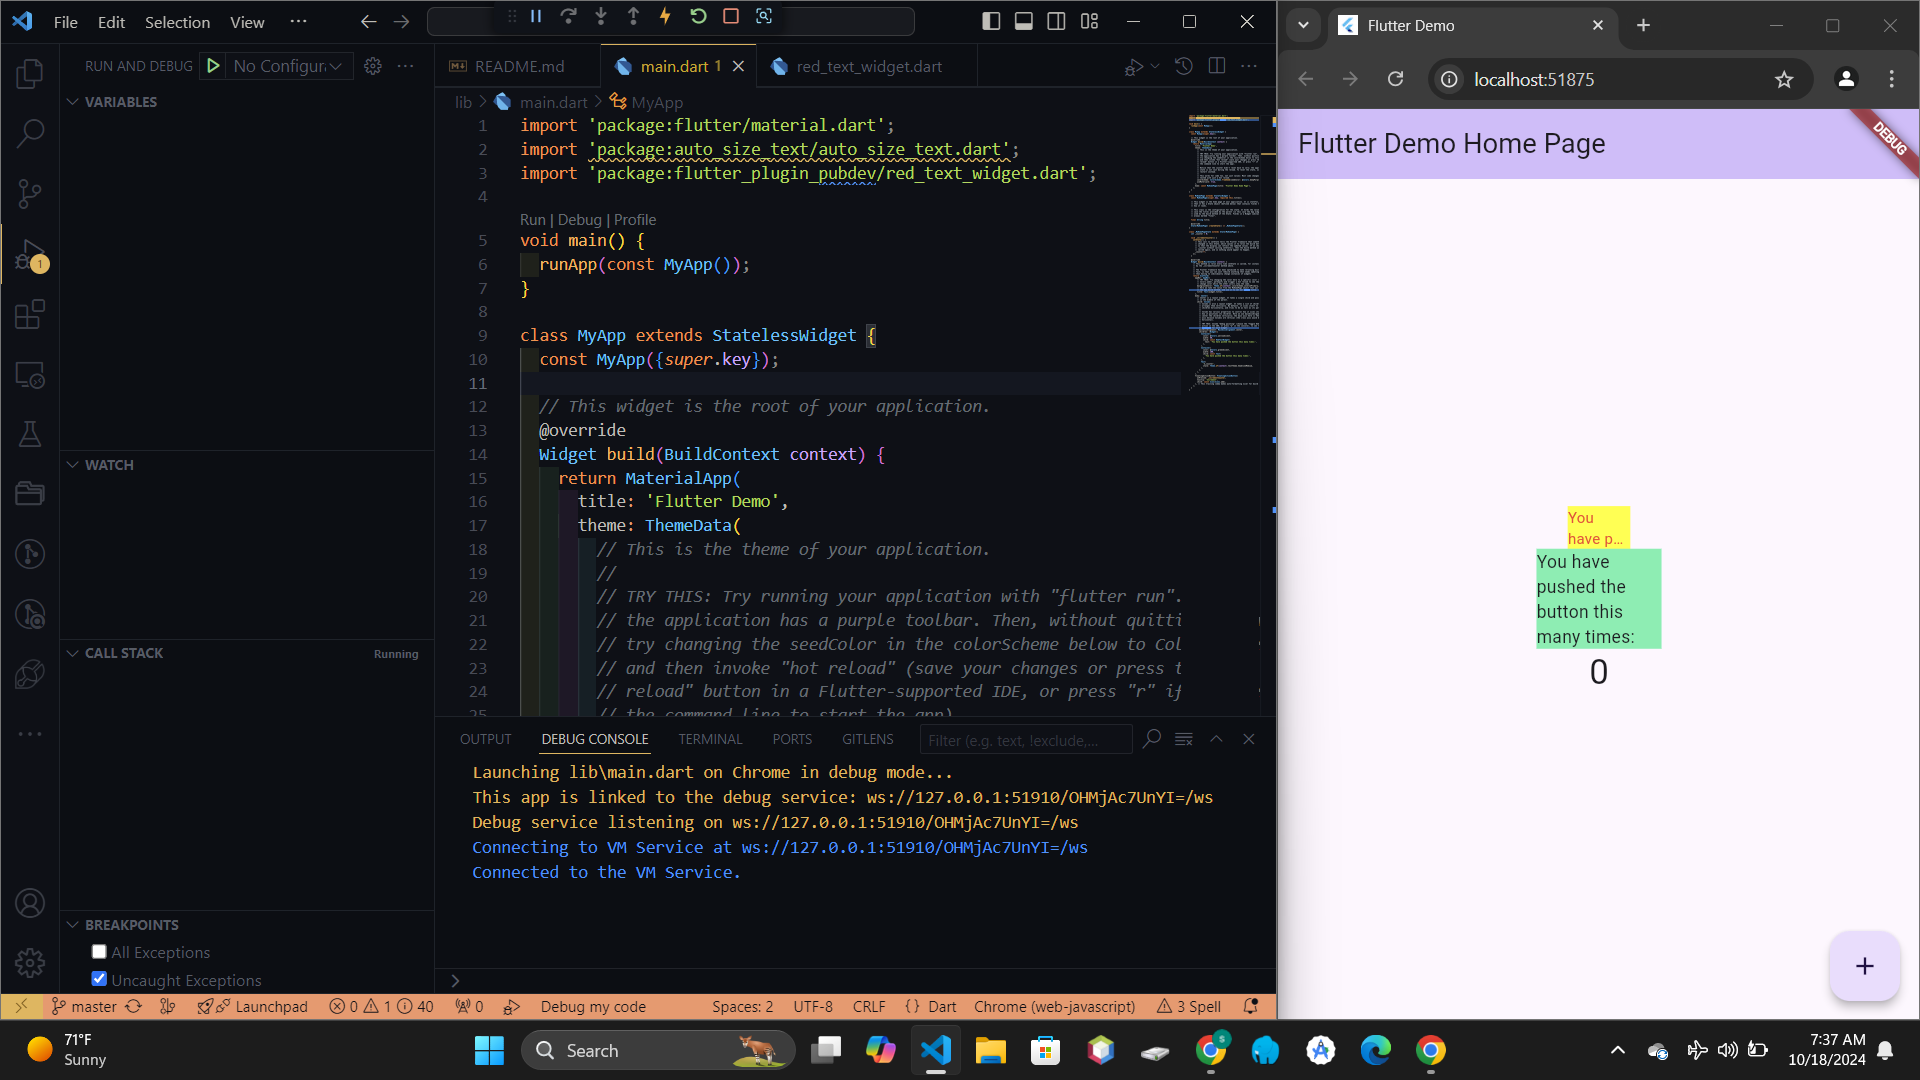 File Edit Selection View ···
RUN AND DEBUG No Configur
VARIABLES
WATCH
CALL STACK Running
BREAKPOINTS
All Exceptions
Uncaught Exceptions
1
README.md main.dart 1 red_text_widget.dart
lib > main.dart > MyApp
1 import 'package:flutter/material.dart';
2 import 'package:auto_size_text/auto_size_text.dart';
3 import 'package:flutter_plugin_pubdev/red_text_widget.dart';
4
Run | Debug | Profile
5 void main() {
6 runApp(const MyApp());
7 }
8
9 class MyApp extends StatelessWidget {
10 const MyApp({super.key});
11
12 // This widget is the root of your application.
13 @override
14 Widget build(BuildContext context) {
15 return MaterialApp(
16 title: 'Flutter Demo',
17 theme: ThemeData(
18 // This is the theme of your application.
19 //
20 // TRY THIS: Try running your application with "flutter run".
21 // the application has a purple toolbar. Then, without quitti
22 // try changing the seedColor in the colorScheme below to Col
23 // and then invoke "hot reload" (save your changes or press t
24 // reload" button in a Flutter-supported IDE, or press "r" if
25 // the command line to start the app)
OUTPUT DEBUG CONSOLE TERMINAL PORTS GITLENS Filter (e.g. text, !exclude,...
Launching lib\main.dart on Chrome in debug mode...
This app is linked to the debug service: ws://127.0.0.1:51910/OHMjAc7UnYI=/ws
Debug service listening on ws://127.0.0.1:51910/OHMjAc7UnYI=/ws
Connecting to VM Service at ws://127.0.0.1:51910/OHMjAc7UnYI=/ws
Connected to the VM Service.
master Launchpad 0 1 40 0 Debug my code Spaces: 2 UTF-8 CRLF {} Dart Chrome (web-javascript) 3 Spell
Flutter Demo
localhost:51875
Flutter Demo Home Page
DEBUG
You
have p...
You have
pushed the
button this
many times:
0
+
71°F
Sunny
Search
S
7:37 AM
10/18/2024